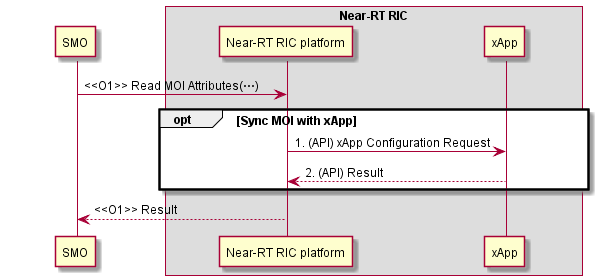 Near-RT RIC
SMO
Near-RT RIC platform
xApp
<<O1>> Read MOI Attributes(⋯)
opt
[Sync MOI with xApp]
1. (API) xApp Configuration Request
2. (API) Result
<<O1>> Result
SMO
Near-RT RIC platform
xApp